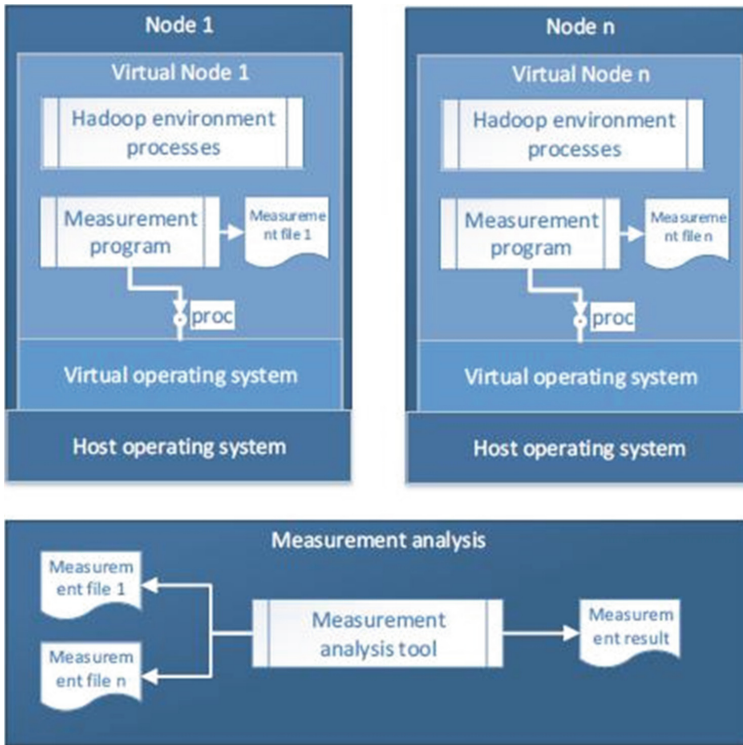 Node 1
Virtual Node 1
Hadoop environment
processes
Measurement
program
Measureme
nt file 1
proc
Virtual operating system
Host operating system
Node n
Virtual Node n
Hadoop environment
processes
Measurement
program
Measureme
nt file n
proc
Virtual operating system
Host operating system
Measurement analysis
Measurem
ent file 1
Measurem
ent file n
Measurement
analysis tool
Measurem
ent result